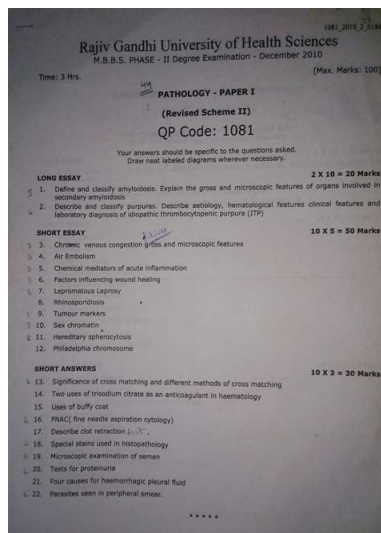 1081_2010_2_518
Rajiv Gandhi University of Health Sciences
M.B.B.S. PHASE - II Degree Examination - December 2010
Time: 3 Hrs.
[Max. Marks: 100]
PATHOLOGY - PAPER I
(Revised Scheme II)
QP Code: 1081
Your answers should be specific to the questions asked.
Draw neat labeled diagrams wherever necessary.
LONG ESSAY 2 X 10 = 20 Marks
1. Define and classify amyloidosis. Explain the gross and microscopic features of organs involved in
secondary amyloidosis
2. Describe and classify purpuras. Describe aetiology, hematological features clinical features and
laboratory diagnosis of idiopathic thrombocytopenic purpura (ITP)
SHORT ESSAY 10 X 5 = 50 Marks
3. Chromic venous congestion gross and microscopic features
4. Air Embolism
5. Chemical mediators of acute inflammation
6. Factors influencing wound healing
7. Lepromatous Leprosy
8. Rhinosporidiosis
9. Tumour markers
10. Sex chromatin
11. Hereditary spherocytosis
12. Philadelphia chromosome
SHORT ANSWERS 10 X 3 = 30 Marks
13. Significance of cross matching and different methods of cross matching
14. Two uses of trisodium citrate as an anticoagulant in haematology
15. Uses of buffy coat
16. FNAC( fine needle aspiration cytology)
17. Describe clot retraction
18. Special stains used in histopathology
19. Microscopic examination of semen
20. Tests for proteinuria
21. Four causes for haemorrhagic pleural fluid
22. Parasites seen in peripheral smear.
*****